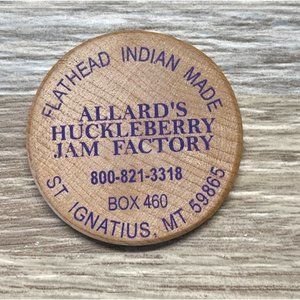 FLATHEAD INDIAN MADE
ALLARD'S
HUCKLEBERRY
JAM FACTORY
800-821-3318
BOX 460
ST IGNATIUS, MT 59865